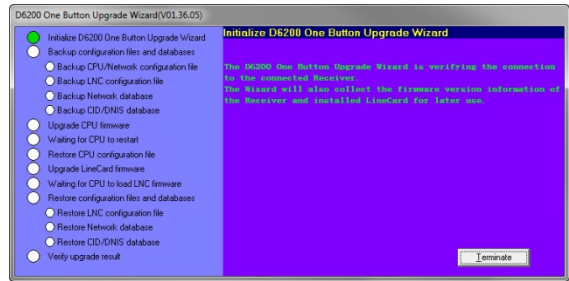 D6200 One Button Upgrade Wizard(V01.36.05)
Initialize D6200 One Button Upgrade Wizard
Backup configuration files and databases
Backup CPU/Network configuration file
Backup LNC configuration file
Backup Network database
Backup CID/DNIS database
Upgrade CPU firmware
Waiting for CPU to restart
Restore CPU configuration file
Upgrade LineCard firmware
Waiting for CPU to load LNC firmware
Restore configuration files and databases
Restore LNC configuration file
Restore Network database
Restore CID/DNIS database
Verify upgrade result
Initialize D6200 One Button Upgrade Wizard
The D6200 One Button Upgrade Wizard is verifying the connection
to the connected Receiver.
The Wizard will also collect the firmware version information of
the Receiver and installed LineCard for later use.
Terminate